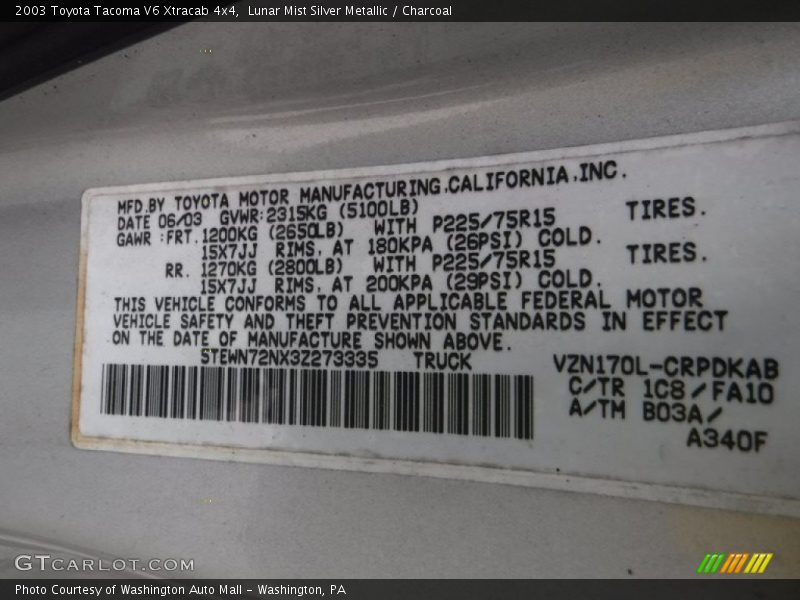 2003 Toyota Tacoma V6 Xtracab 4x4,  Lunar Mist Silver Metallic / Charcoal
MFD.BY TOYOTA MOTOR MANUFACTURING,CALIFORNIA,INC.
DATE 06/03 GVWR:2315KG (5100LB)
GAWR :FRT. 1200KG (2650LB) WITH P225/75R15 TIRES.
15X7JJ RIMS, AT 180KPA (26PSI) COLD.
RR. 1270KG (2800LB) WITH P225/75R15 TIRES.
15X7JJ RIMS, AT 200KPA (29PSI) COLD.
THIS VEHICLE CONFORMS TO ALL APPLICABLE FEDERAL MOTOR
VEHICLE SAFETY AND THEFT PREVENTION STANDARDS IN EFFECT
ON THE DATE OF MANUFACTURE SHOWN ABOVE.
5TEWN72NX3Z273335 TRUCK
VZN170L-CRPDKAB
C/TR 1C8/FA10
A/TM B03A/
A340F
GTCARLOT.COM
Photo Courtesy of Washington Auto Mall - Washington, PA